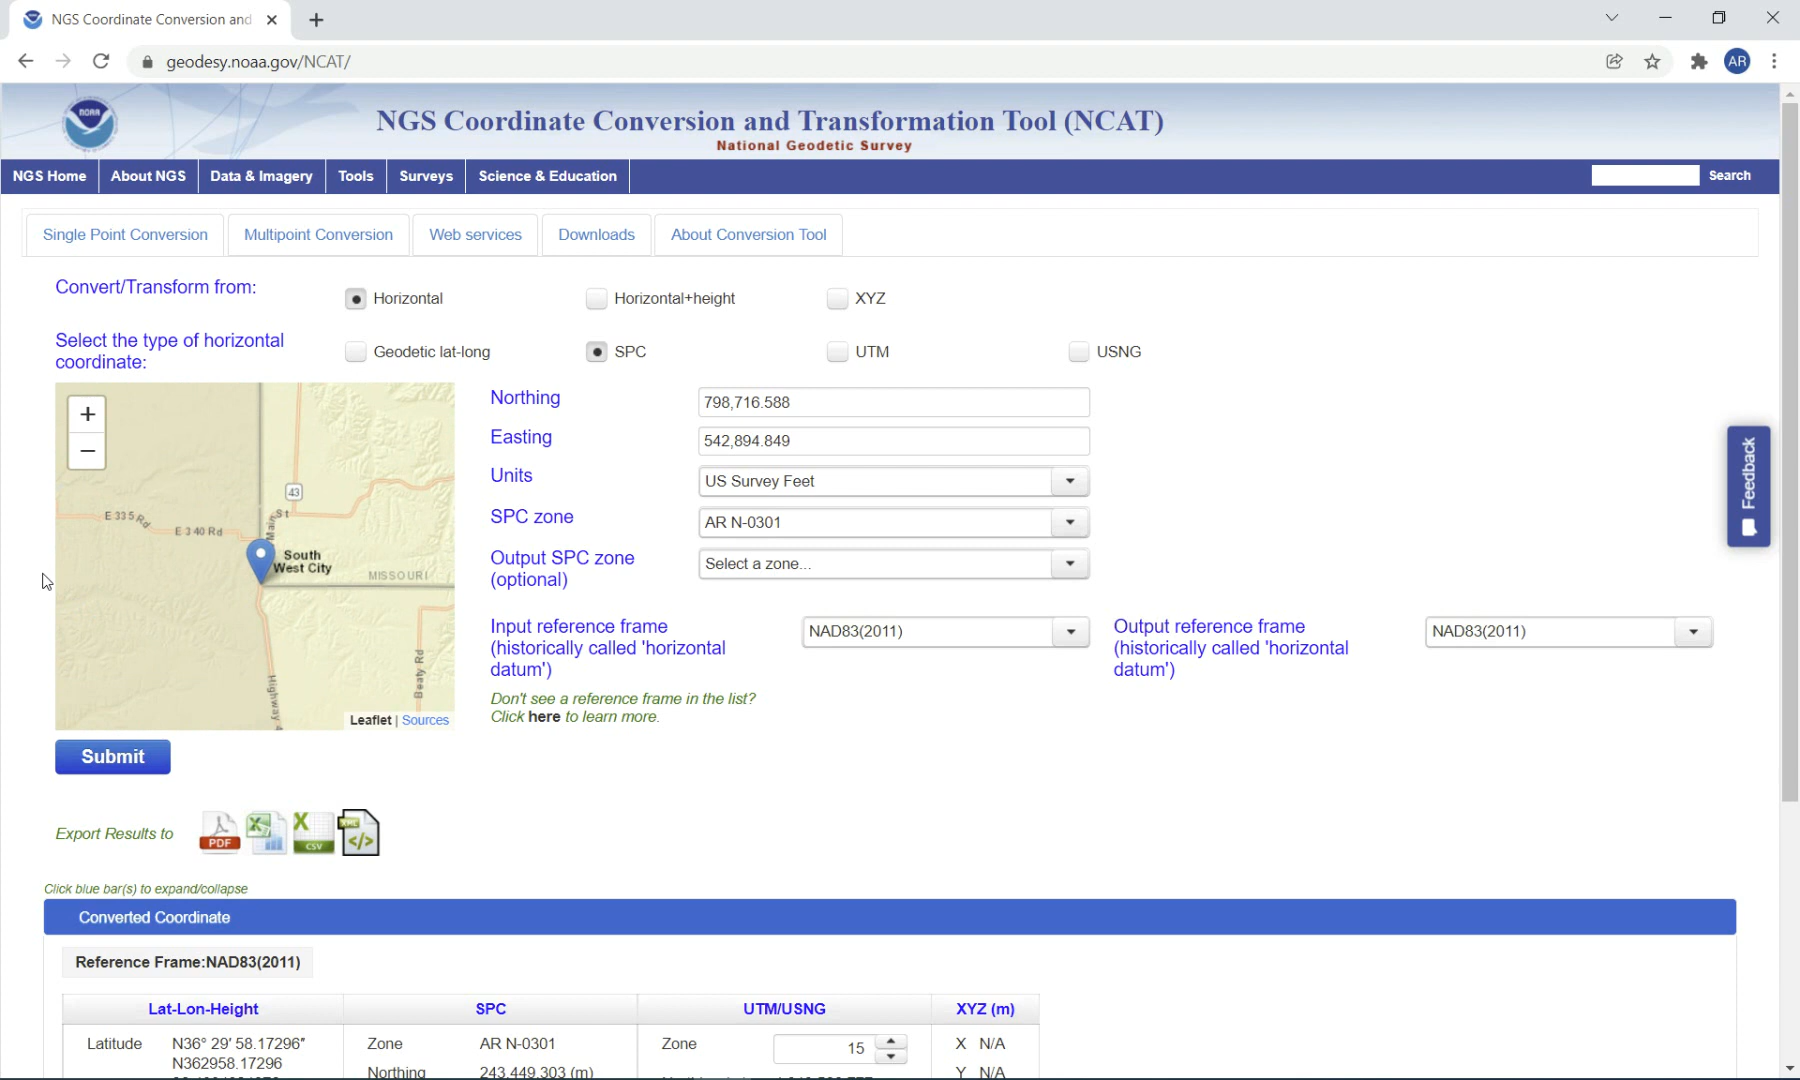 NGS Coordinate Conversion and
geodesy.noaa.gov/NCAT/
AR
NOAA
NGS Coordinate Conversion and Transformation Tool (NCAT)
National Geodetic Survey
NGS Home About NGS Data & Imagery Tools Surveys Science & Education Search
Single Point Conversion Multipoint Conversion Web services Downloads About Conversion Tool
Convert/Transform from:
Horizontal Horizontal+height XYZ
Select the type of horizontal
coordinate:
Geodetic lat-long SPC UTM USNG
+
−
43
E 335 Rd
E 340 Rd
Main St
South
West City
MISSOURI
Beaty Rd
Highway 4
Leaflet | Sources
Northing 798,716.588
Easting 542,894.849
Units US Survey Feet
SPC zone AR N-0301
Output SPC zone
(optional)
Select a zone...
Input reference frame
(historically called 'horizontal
datum')
NAD83(2011)
Output reference frame
(historically called 'horizontal
datum')
NAD83(2011)
Don't see a reference frame in the list?
Click here to learn more.
Feedback
Submit
Export Results to
PDF
X
X
CSV
XML
</>
Click blue bar(s) to expand/collapse
Converted Coordinate
Reference Frame:NAD83(2011)
Lat-Lon-Height SPC UTM/USNG XYZ (m)
Latitude N36° 29' 58.17296" Zone AR N-0301 Zone 15 X N/A
N362958.17296
Northing 243,449.303 (m) Y N/A